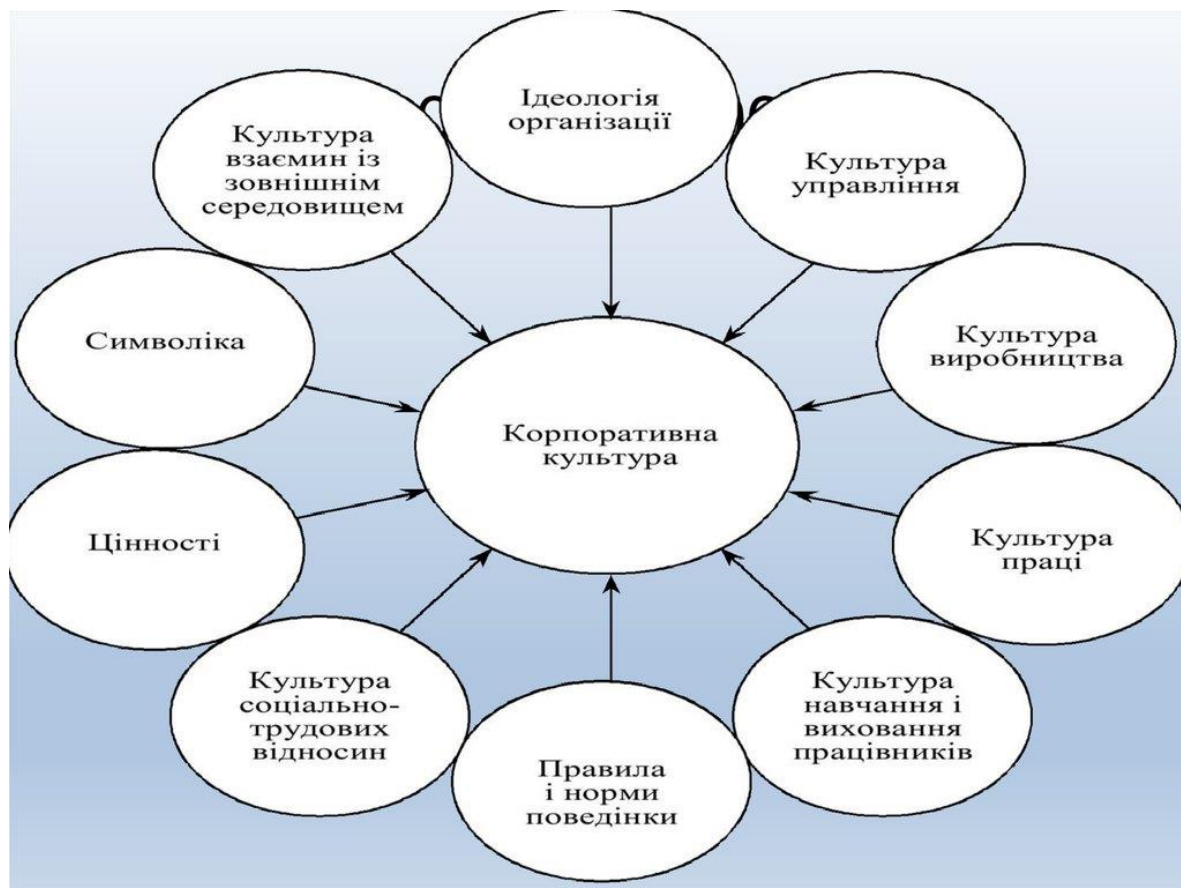 Ідеологія
організації
Культура
управління
Культура
виробництва
Культура
праці
Культура
навчання і
виховання
працівників
Правила
і норми
поведінки
Культура
соціально-
трудових
відносин
Цінності
Символіка
Культура
взаємин із
зовнішнім
середовищем
Корпоративна
культура